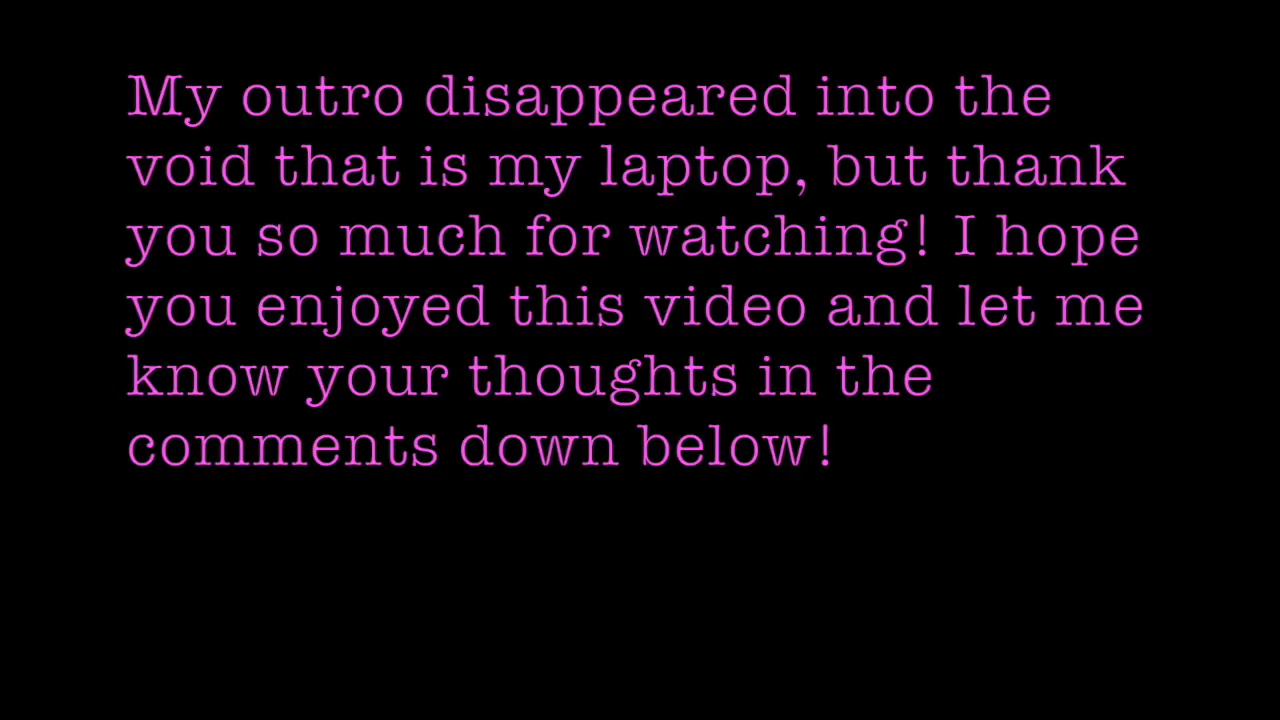 My outro disappeared into the
void that is my laptop, but thank
you so much for watching! I hope
you enjoyed this video and let me
know your thoughts in the
comments down below!